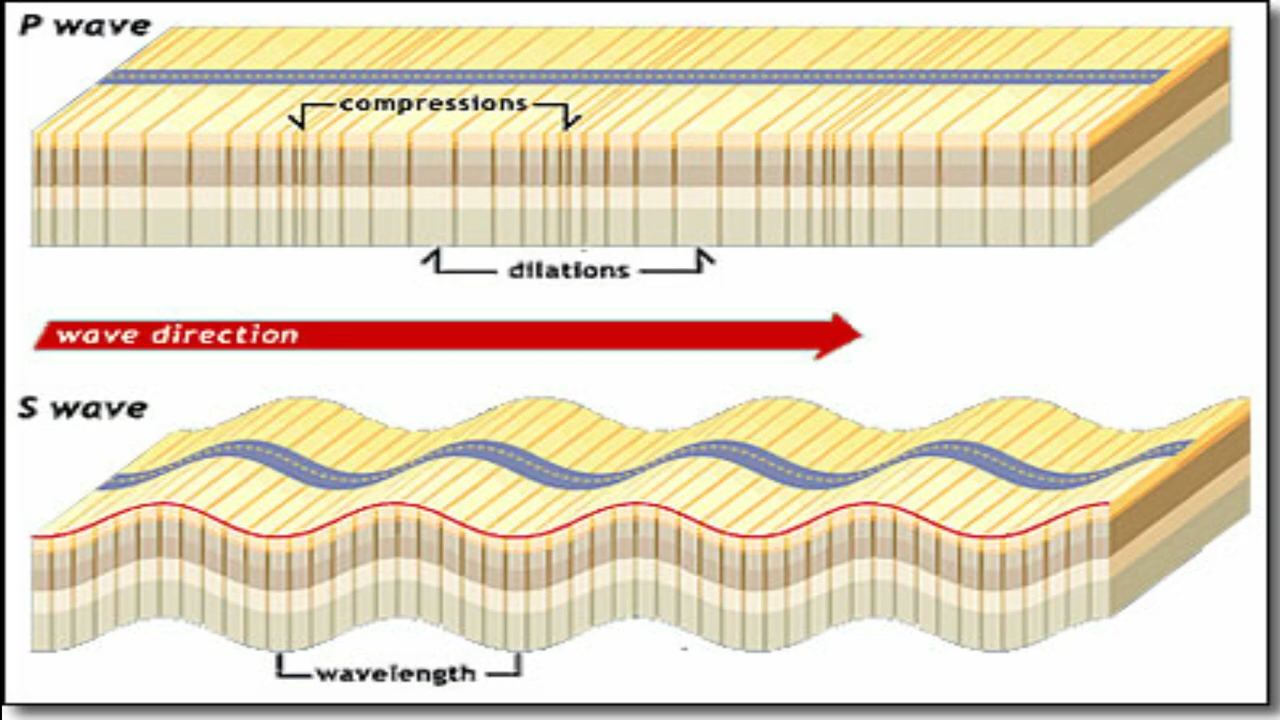 P wave
compressions
dilations
wave direction
S wave
wavelength